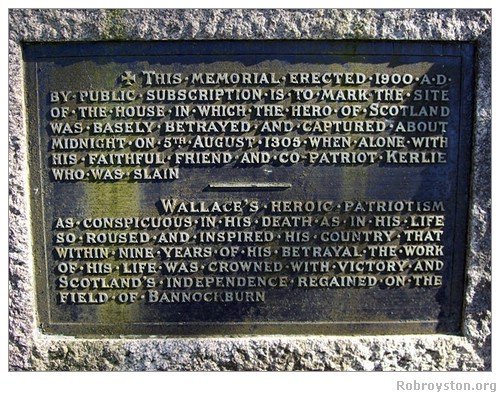 ✠ THIS · MEMORIAL · ERECTED · 1900 · A · D ·
BY · PUBLIC · SUBSCRIPTION · IS · TO · MARK · THE · SITE
OF · THE · HOUSE · IN · WHICH · THE · HERO · OF · SCOTLAND
WAS · BASELY · BETRAYED · AND · CAPTURED · ABOUT
MIDNIGHT · ON · 5TH · AUGUST · 1305 · WHEN · ALONE · WITH
HIS · FAITHFUL · FRIEND · AND · CO-PATRIOT · KERLIE
WHO · WAS · SLAIN
WALLACE'S · HEROIC · PATRIOTISM
AS · CONSPICUOUS · IN · HIS · DEATH · AS · IN · HIS · LIFE
SO · ROUSED · AND · INSPIRED · HIS · COUNTRY · THAT
WITHIN · NINE · YEARS · OF · HIS · BETRAYAL · THE · WORK
OF · HIS · LIFE · WAS · CROWNED · WITH · VICTORY · AND
SCOTLAND'S · INDEPENDENCE · REGAINED · ON · THE
FIELD · OF · BANNOCKBURN
Robroyston.org